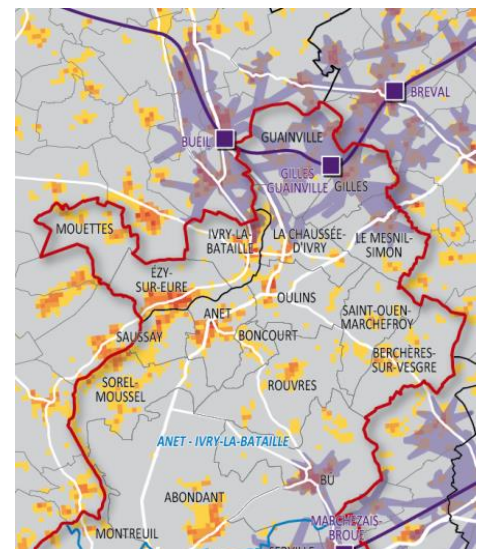 BREVAL
GUAINVILLE
BUEIL
GILLES
GUAINVILLE
GILLES
MOUETTES
IVRY-LA-
BATAILLE
LA CHAUSSÉE-
D'IVRY
LE MESNIL-
SIMON
ÉZY-
SUR-EURE
OULINS
ANET
SAINT-OUEN-
MARCHEFROY
SAUSSAY
BONCOURT
BERCHÈRES-
SUR-VESGRE
SOREL-
MOUSSEL
ROUVRES
ANET - IVRY-LA-BATAILLE
BU
ABONDANT
MARCHEZAIS-
BROUÉ
MONTREUIL